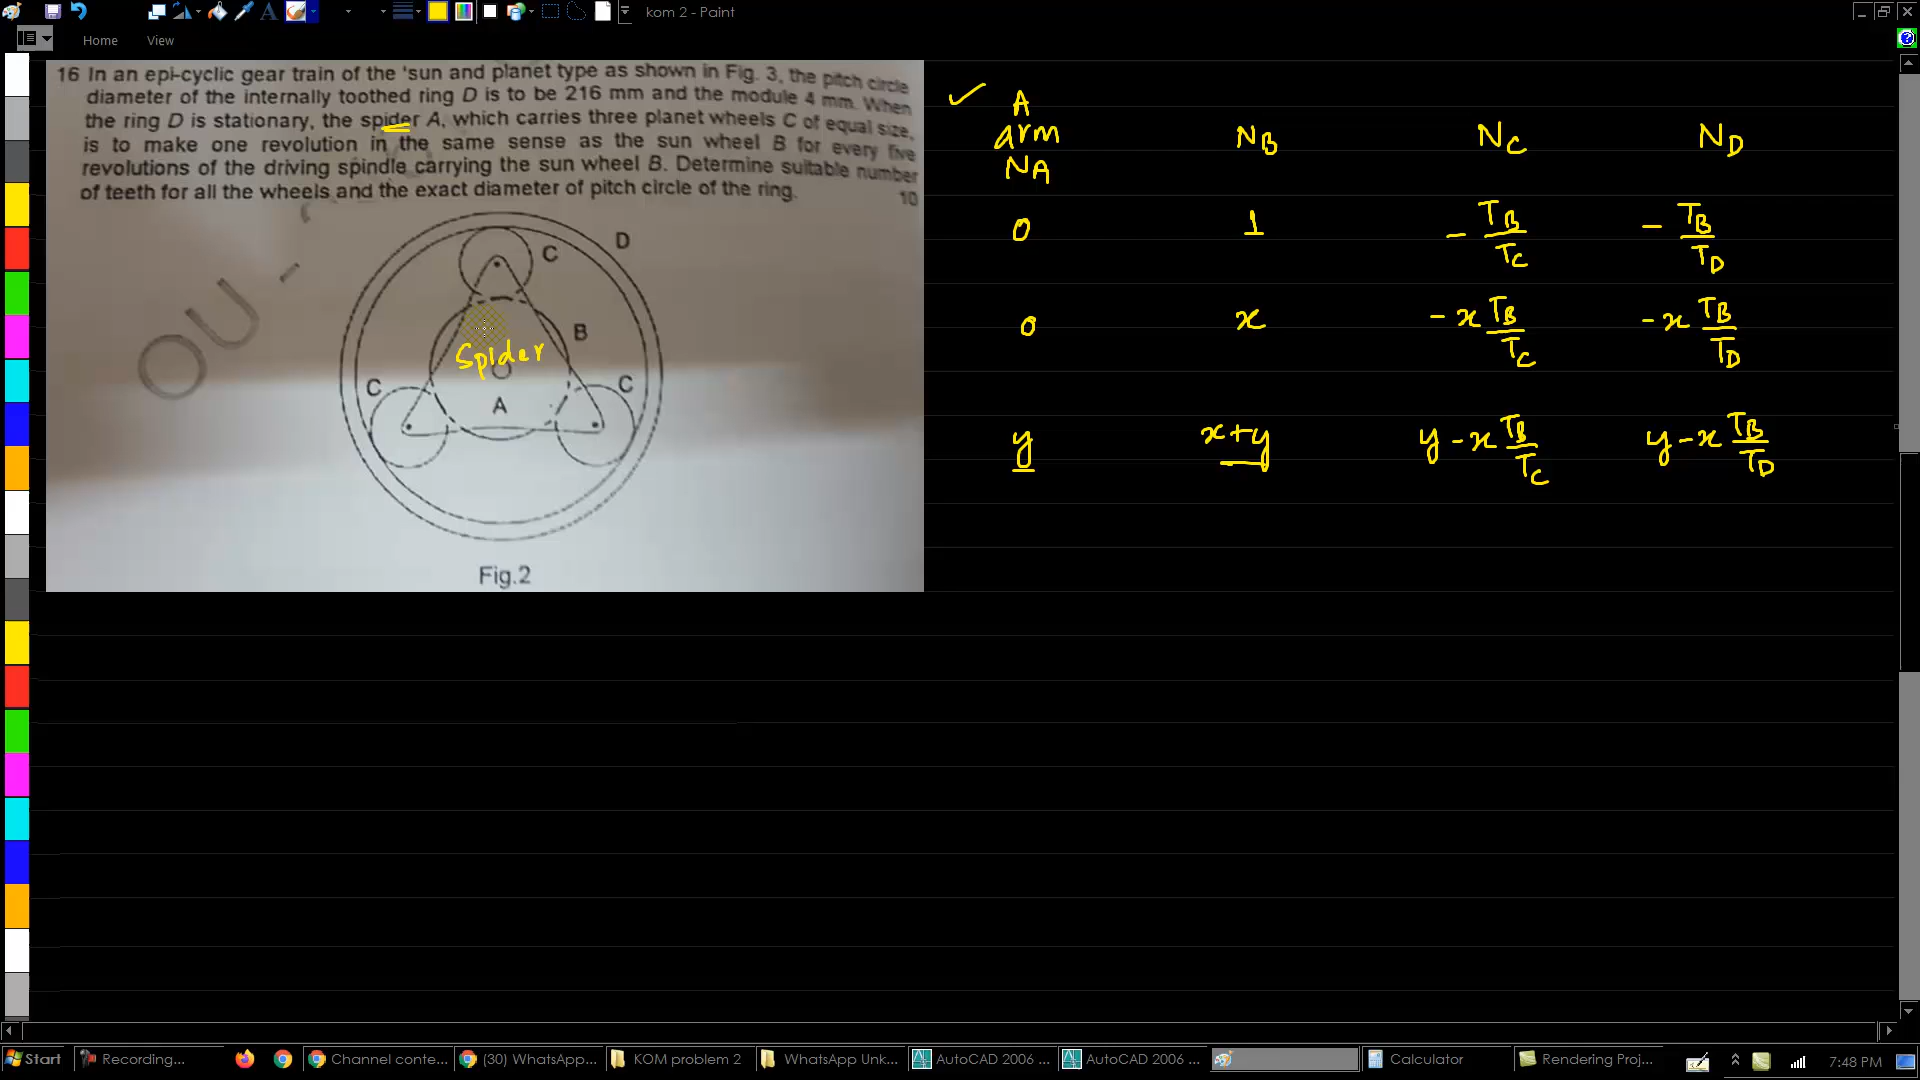 kom 2 - Paint
Home View
16 In an epi-cyclic gear train of the 'sun and planet type as shown in Fig. 3, the pitch circle
diameter of the internally toothed ring D is to be 216 mm and the module 4 mm. When
the ring D is stationary, the spider A, which carries three planet wheels C of equal size,
is to make one revolution in the same sense as the sun wheel B for every five
revolutions of the driving spindle carrying the sun wheel B. Determine suitable number
of teeth for all the wheels and the exact diameter of pitch circle of the ring.
10
OU -
D
C
B
Spider
C
C
A
Fig.2
✓ A
arm NB NC ND
NA
0 1 - TB/TC - TB/TD
0 x -x TB/TC -x TB/TD
y x+y y-x TB/TC y-x TB/TD
Start Recording... Channel conte... (30) WhatsApp... KOM problem 2 WhatsApp Unk... AutoCAD 2006 ... AutoCAD 2006 ... Calculator Rendering Proj... 7:48 PM